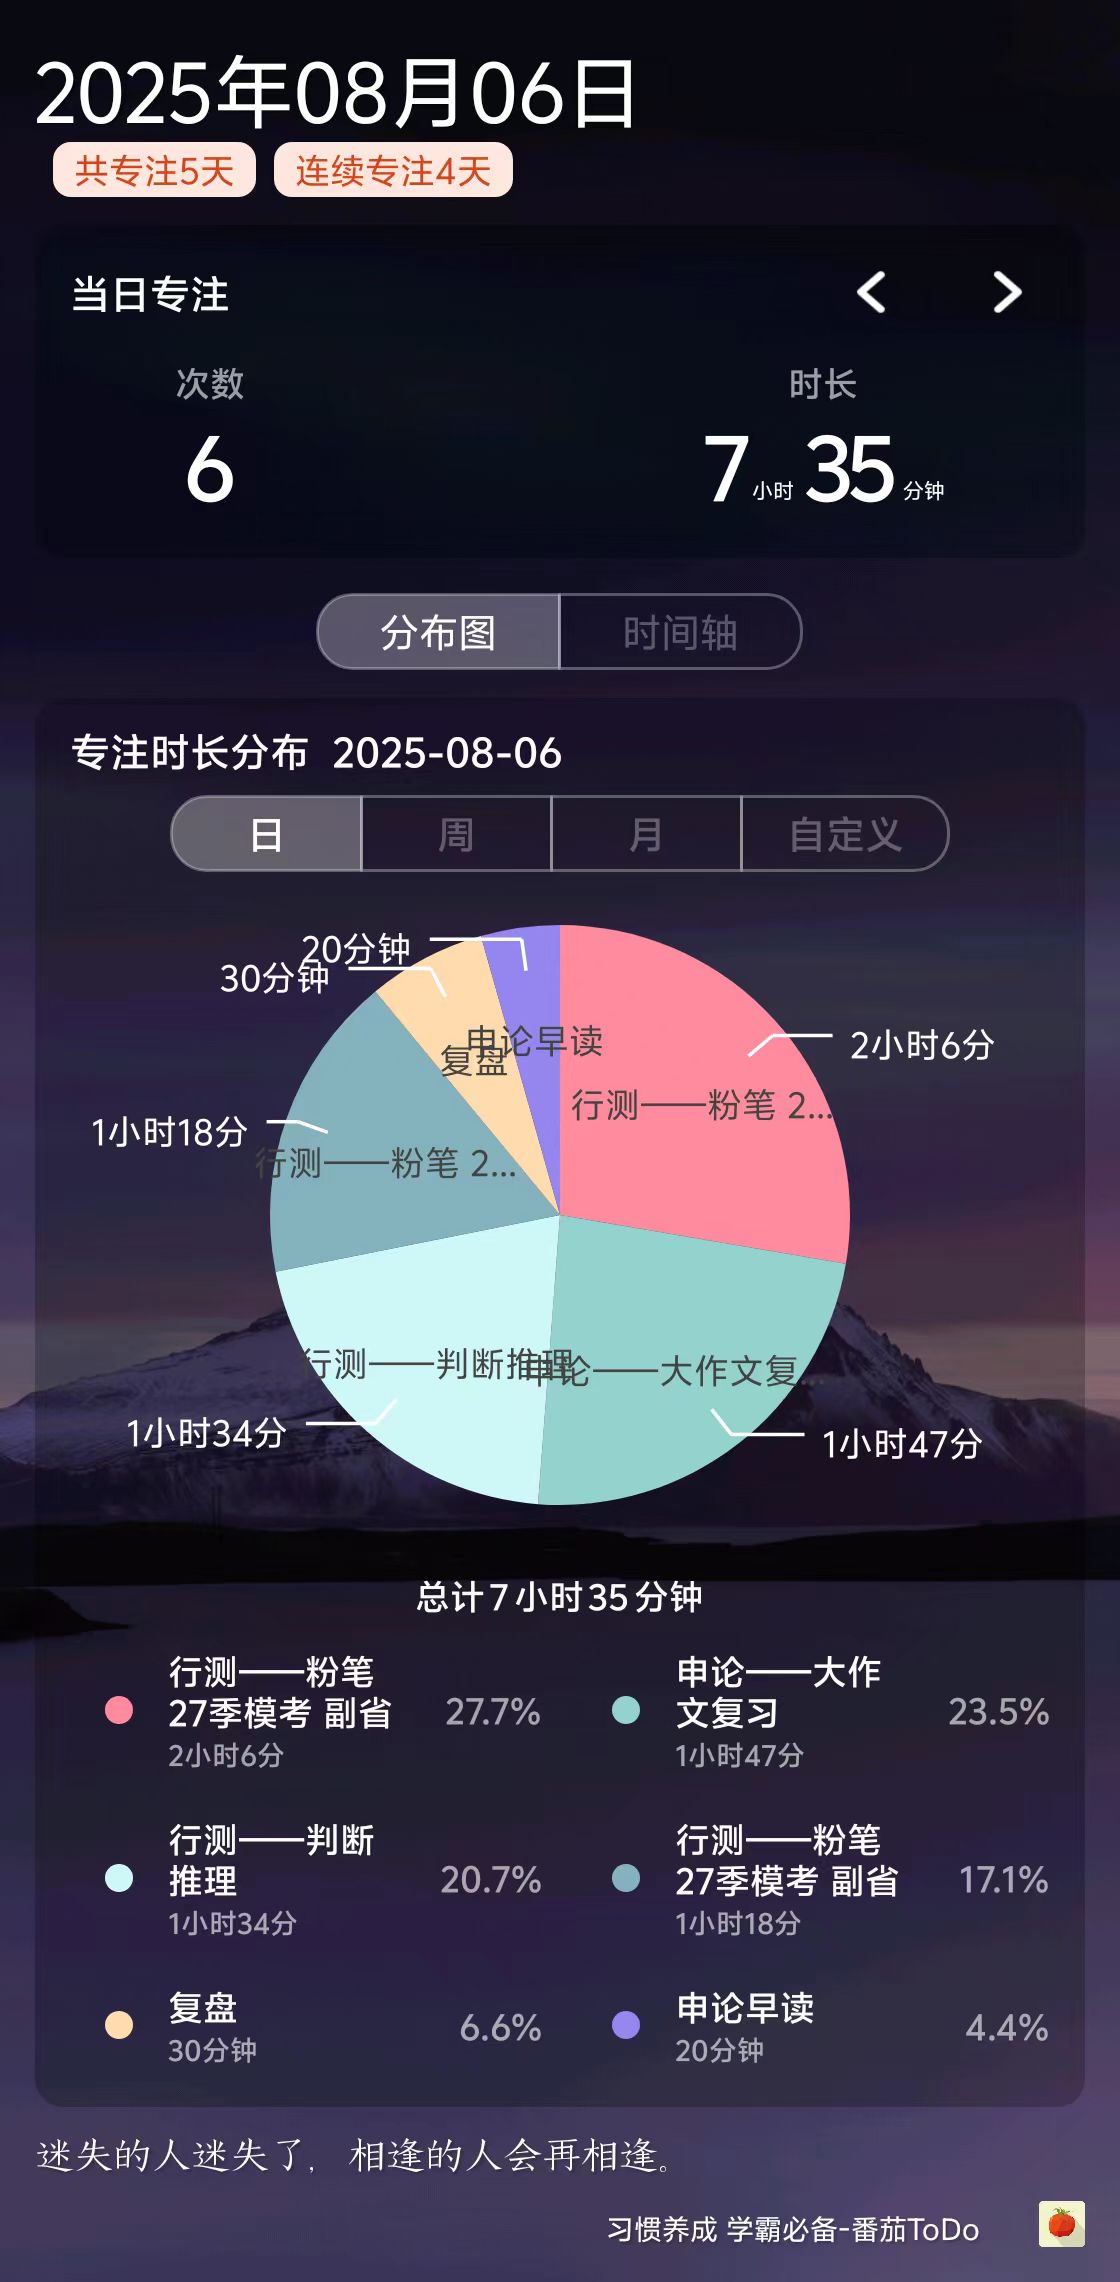 2025年08月06日
共专注5天 连续专注4天
当日专注
次数 时长
6 7小时35分钟
分布图 时间轴
专注时长分布 2025-08-06
日 周 月 自定义
20分钟
30分钟
申论早读
复盘
2小时6分
行测——粉笔 2...
1小时18分
行测——粉笔 2...
行测——判断推理
申论——大作文复...
1小时34分
1小时47分
总计7小时35分钟
行测——粉笔
27季模考 副省 27.7%
2小时6分
申论——大作
文复习 23.5%
1小时47分
行测——判断
推理 20.7%
1小时34分
行测——粉笔
27季模考 副省 17.1%
1小时18分
复盘 6.6%
30分钟
申论早读 4.4%
20分钟
迷失的人迷失了，相逢的人会再相逢。
习惯养成 学霸必备-番茄ToDo